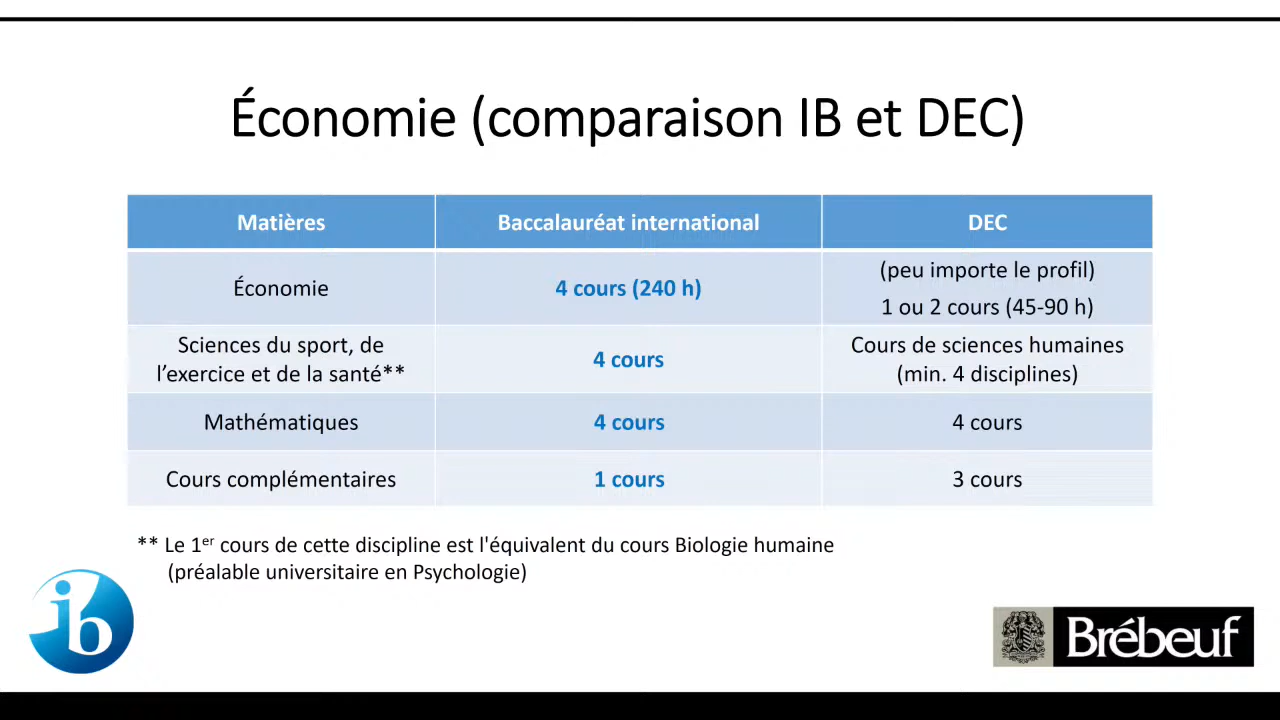 Économie (comparaison IB et DEC)
Matières
Baccalauréat international
DEC
Économie
4 cours (240 h)
(peu importe le profil)
1 ou 2 cours (45-90 h)
Sciences du sport, de
l’exercice et de la santé**
4 cours
Cours de sciences humaines
(min. 4 disciplines)
Mathématiques
4 cours
4 cours
Cours complémentaires
1 cours
3 cours
** Le 1er cours de cette discipline est l'équivalent du cours Biologie humaine
(préalable universitaire en Psychologie)
ib
Brébeuf